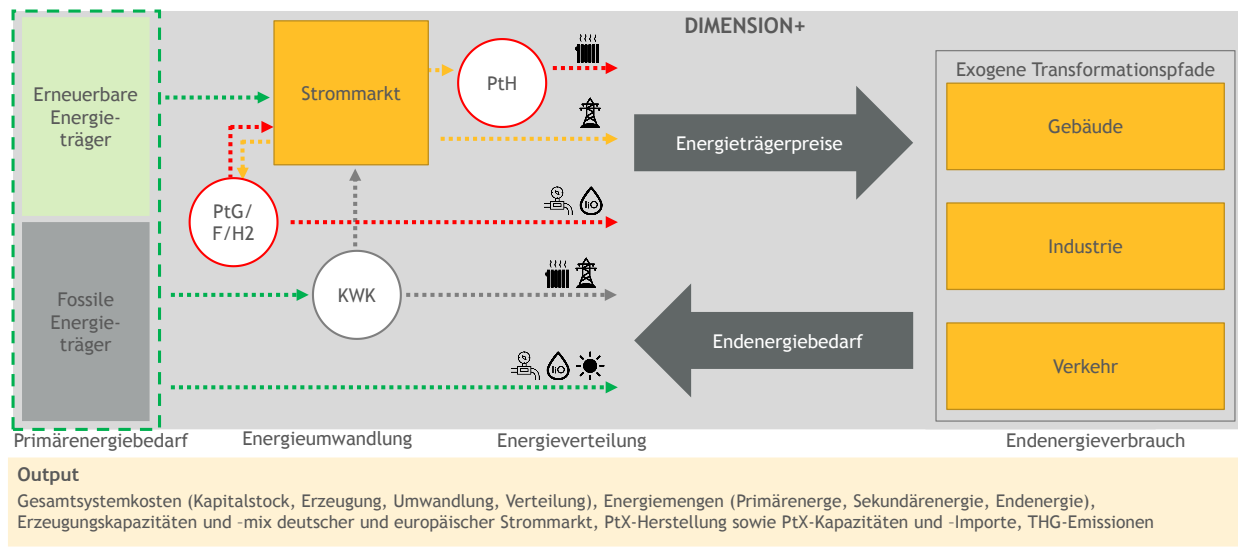 DIMENSION+
Erneuerbare
Energie-
träger
Strommarkt
PtH
Exogene Transformationspfade
Gebäude
Energieträgerpreise
PtG/
F/H2
Industrie
KWK
Fossile
Energie-
träger
Endenergiebedarf
Verkehr
Primärenergiebedarf
Energieumwandlung
Energieverteilung
Endenergieverbrauch
Output
Gesamtsystemkosten (Kapitalstock, Erzeugung, Umwandlung, Verteilung), Energiemengen (Primärenerge, Sekundärenergie, Endenergie),
Erzeugungskapazitäten und -mix deutscher und europäischer Strommarkt, PtX-Herstellung sowie PtX-Kapazitäten und -Importe, THG-Emissionen